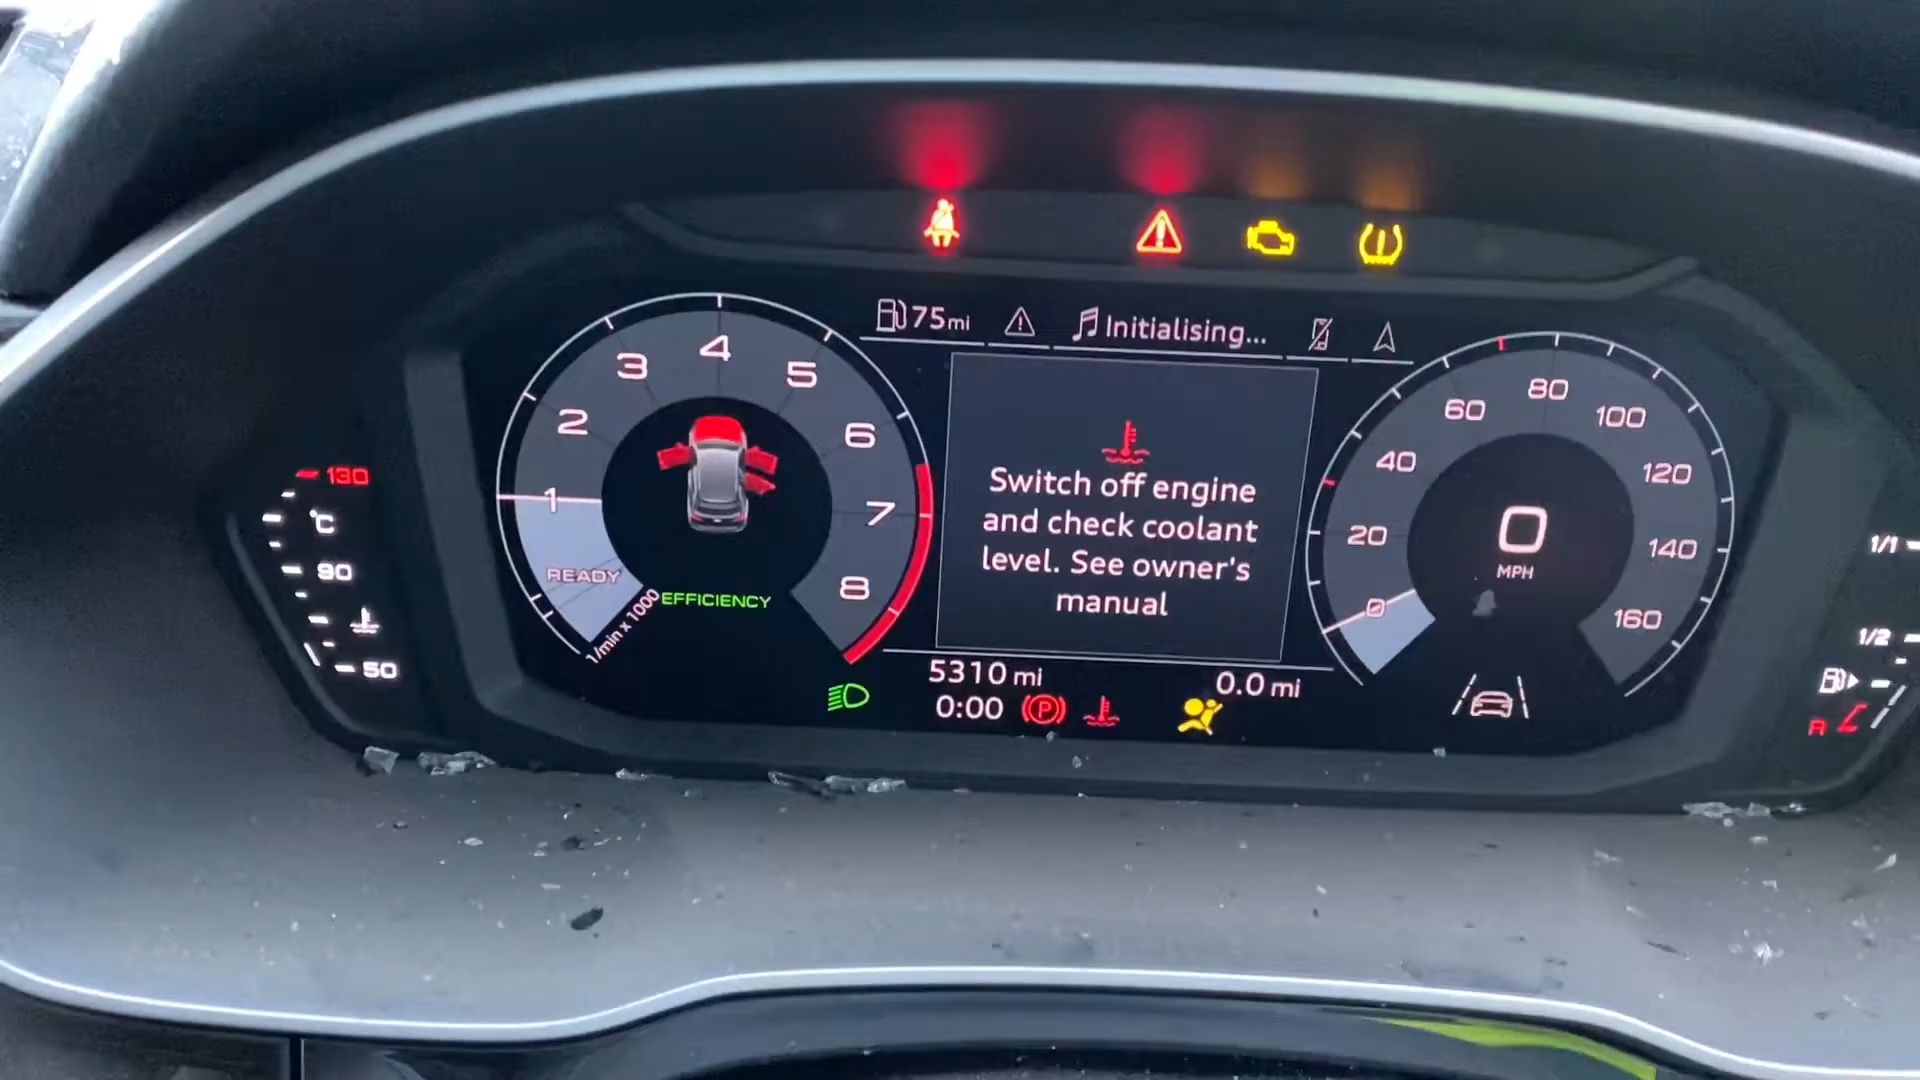 75mi
Initialising...
1
2
3
4
5
6
7
8
READY
1/min x 1000
EFFICIENCY
130
°C
90
50
Switch off engine
and check coolant
level. See owner's
manual
5310 mi
0.0 mi
0:00
P
0
20
40
60
80
100
120
140
160
0
MPH
1/1
1/2
R